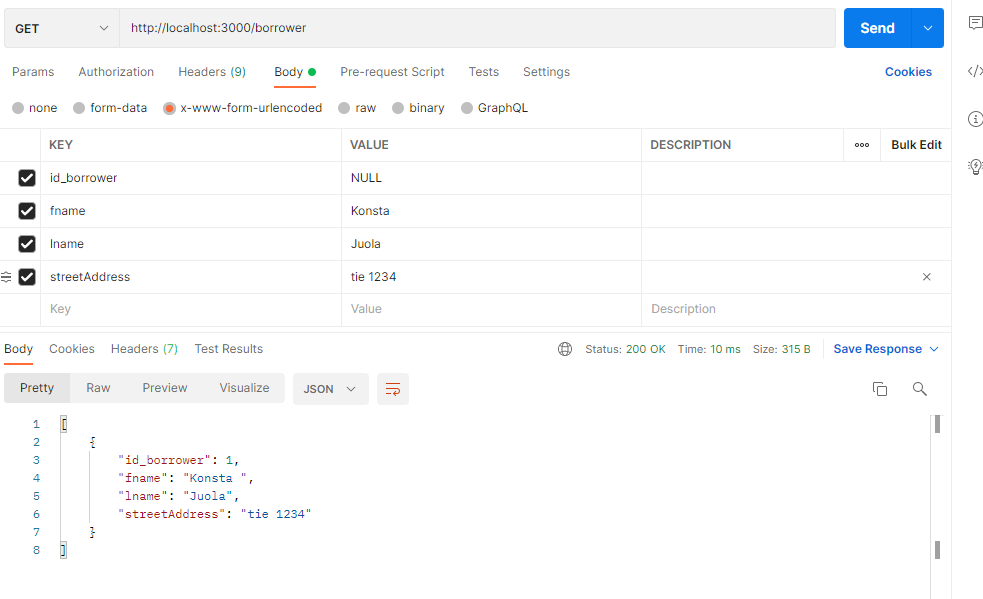 GET http://localhost:3000/borrower Send
Params Authorization Headers (9) Body Pre-request Script Tests Settings Cookies
none form-data x-www-form-urlencoded raw binary GraphQL
KEY VALUE DESCRIPTION ooo Bulk Edit
id_borrower NULL
fname Konsta
lname Juola
streetAddress tie 1234
Key Value Description
Body Cookies Headers (7) Test Results Status: 200 OK Time: 10 ms Size: 315 B Save Response
Pretty Raw Preview Visualize JSON
1 [
2 {
3 "id_borrower": 1,
4 "fname": "Konsta ",
5 "lname": "Juola",
6 "streetAddress": "tie 1234"
7 }
8 ]